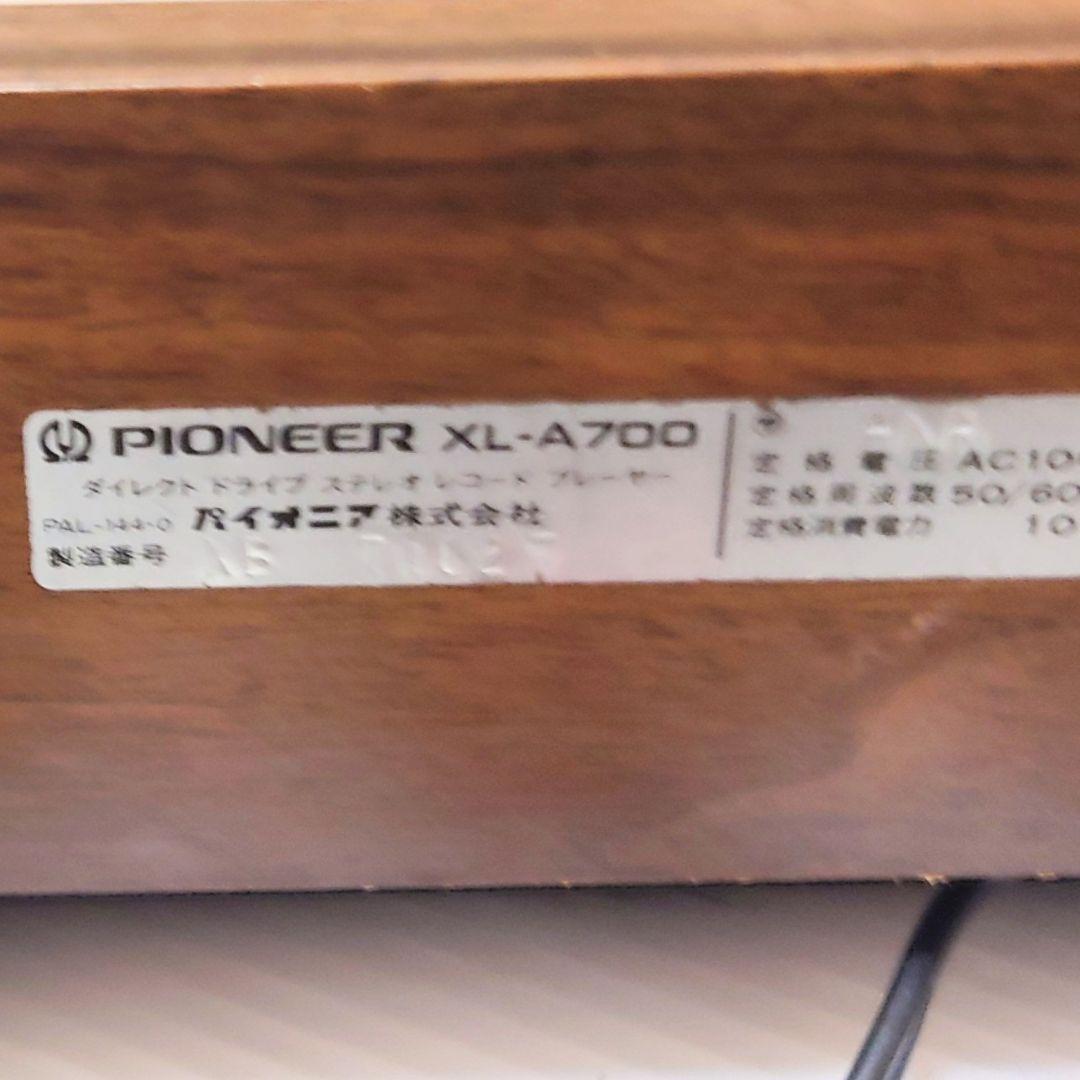 PIONEER XL-A700
ダイレクト ドライブ ステレオ レコード プレーヤー
PAL-144-0 パイオニア株式会社
製造番号
定格電圧 AC10
定格周波数 50/60
定格消費電力 10